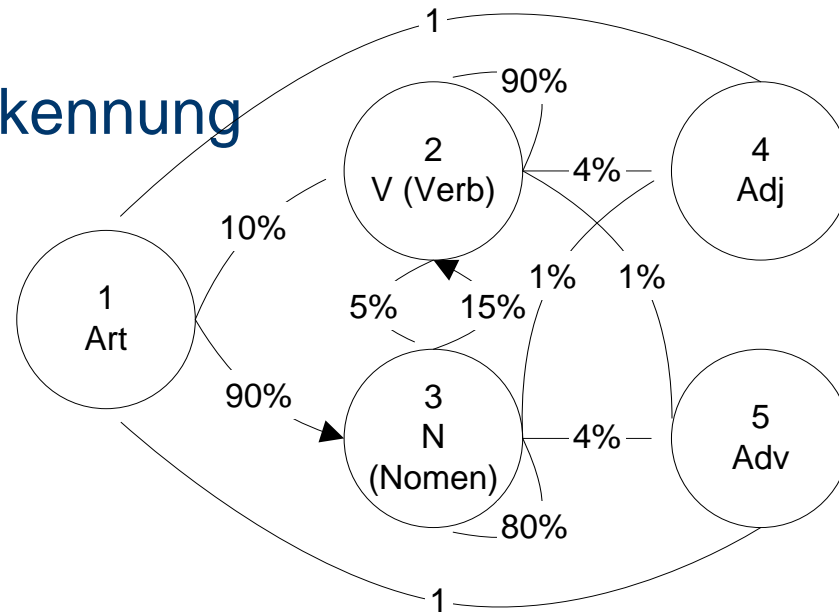 kennung
1
90%
2
V (Verb)
4%
4
Adj
10%
1
Art
5%
15%
1%
1%
90%
3
N
(Nomen)
4%
5
Adv
80%
1